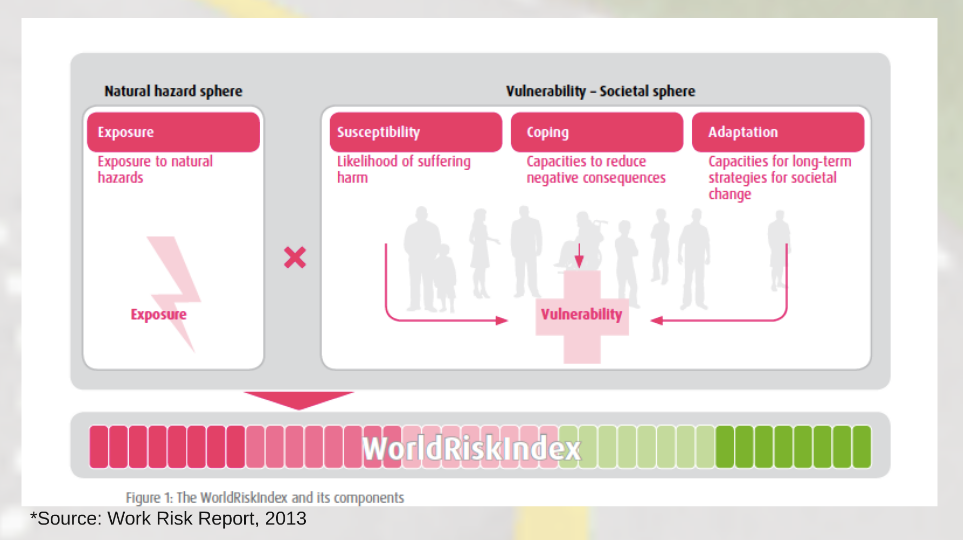 Natural hazard sphere
Vulnerability – Societal sphere
Exposure
Exposure to natural
hazards
Exposure
Susceptibility
Likelihood of suffering
harm
Coping
Capacities to reduce
negative consequences
Adaptation
Capacities for long-term
strategies for societal
change
Vulnerability
WorldRiskIndex
Figure 1: The WorldRiskIndex and its components
*Source: Work Risk Report, 2013